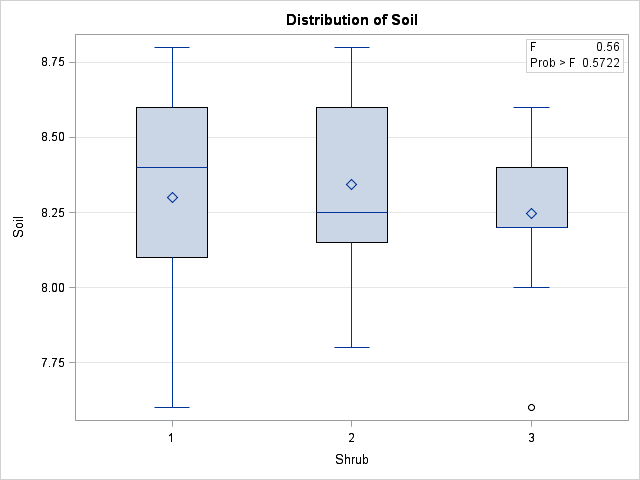 Distribution of Soil
F 0.56
Prob > F 0.5722
8.75
8.50
8.25
8.00
7.75
Soil
1 2 3
Shrub